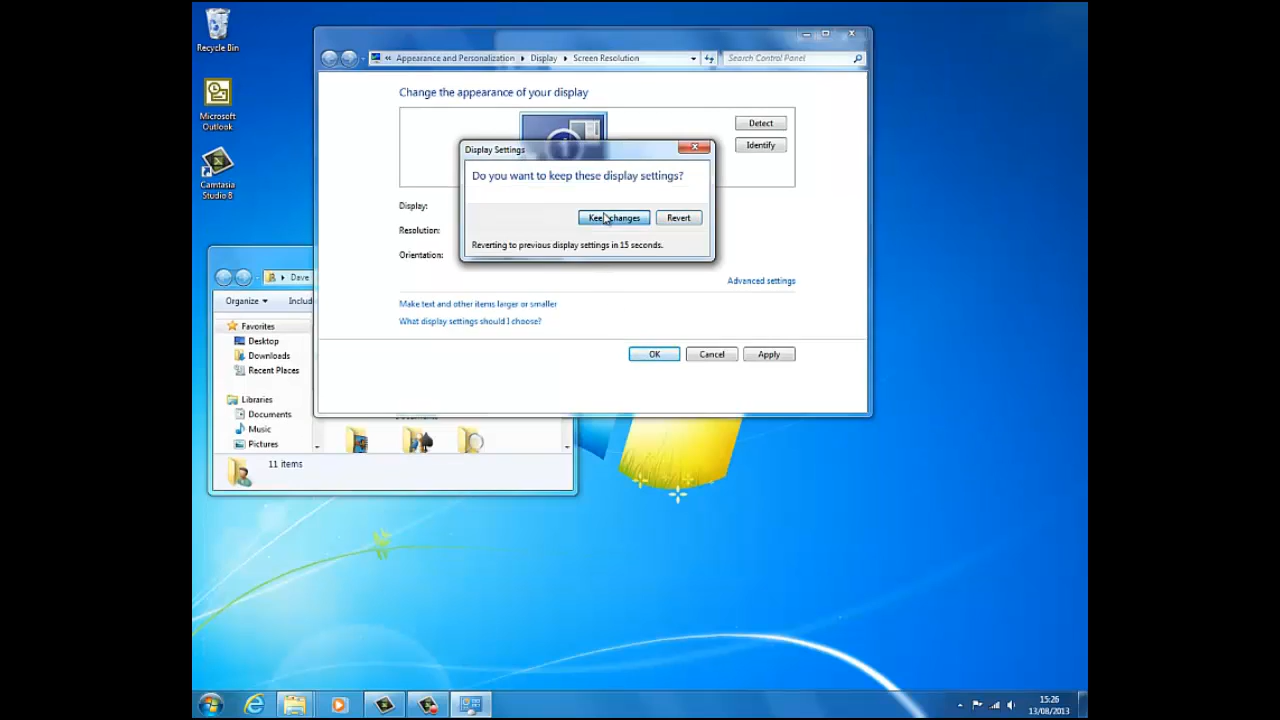 Recycle Bin
Microsoft
Outlook
Camtasia
Studio 8
« Appearance and Personalization ▸ Display ▸ Screen Resolution
Search Control Panel
Change the appearance of your display
Detect
Identify
Display Settings
Do you want to keep these display settings?
Keep changes
Revert
Reverting to previous display settings in 15 seconds.
Display:
Resolution:
Orientation:
Advanced settings
Make text and other items larger or smaller
What display settings should I choose?
OK
Cancel
Apply
Dave
Organize
Favorites
Desktop
Downloads
Recent Places
Libraries
Documents
Music
Pictures
11 items
15:26
13/08/2013